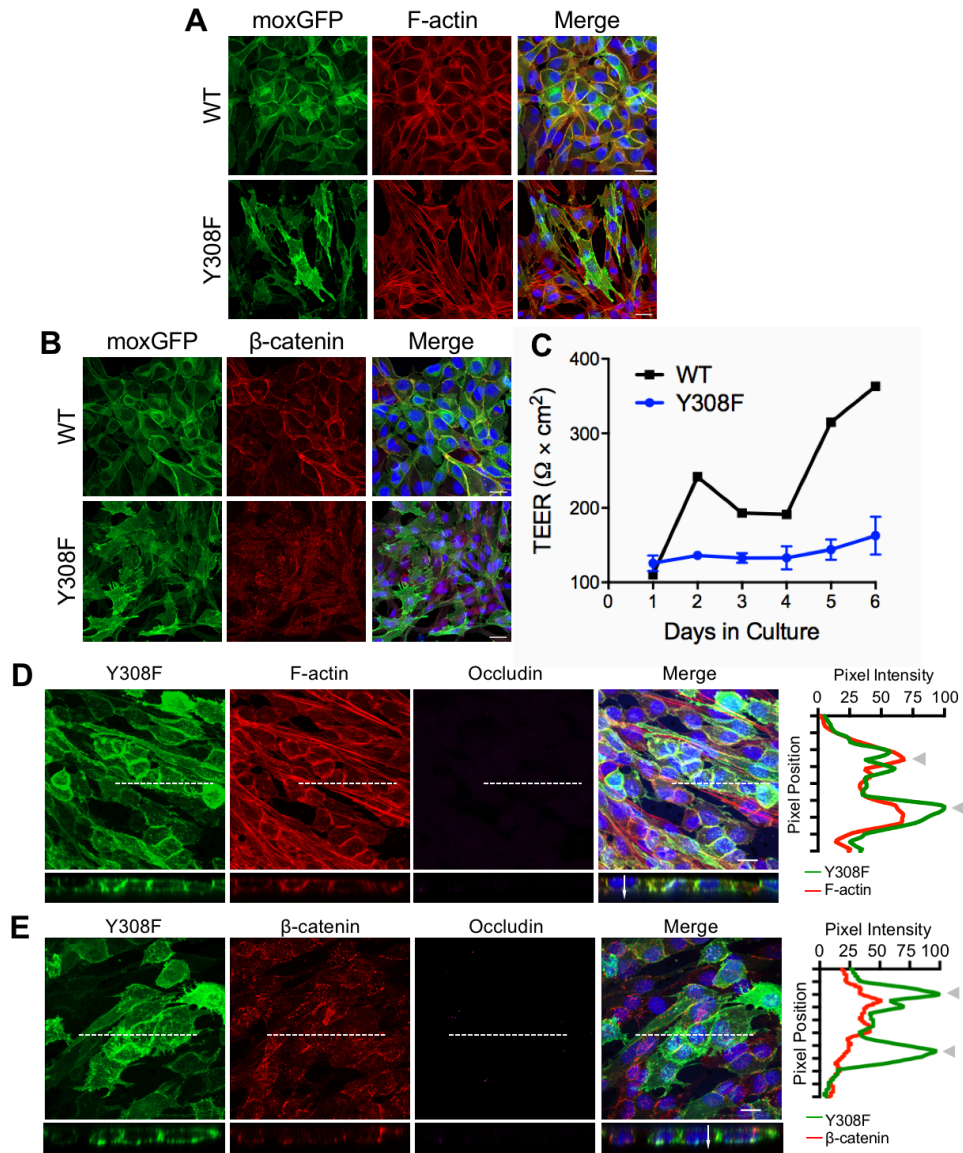 A
moxGFP F-actin Merge
WT
Y308F
B
moxGFP β-catenin Merge
WT
Y308F
C
400
300
200
100
TEER (Ω × cm²)
WT
Y308F
0 1 2 3 4 5 6
Days in Culture
D
Y308F F-actin Occludin Merge
Pixel Intensity
0 25 50 75 100
Pixel Position
Y308F
F-actin
E
Y308F β-catenin Occludin Merge
Pixel Intensity
0 25 50 75 100
Pixel Position
Y308F
β-catenin